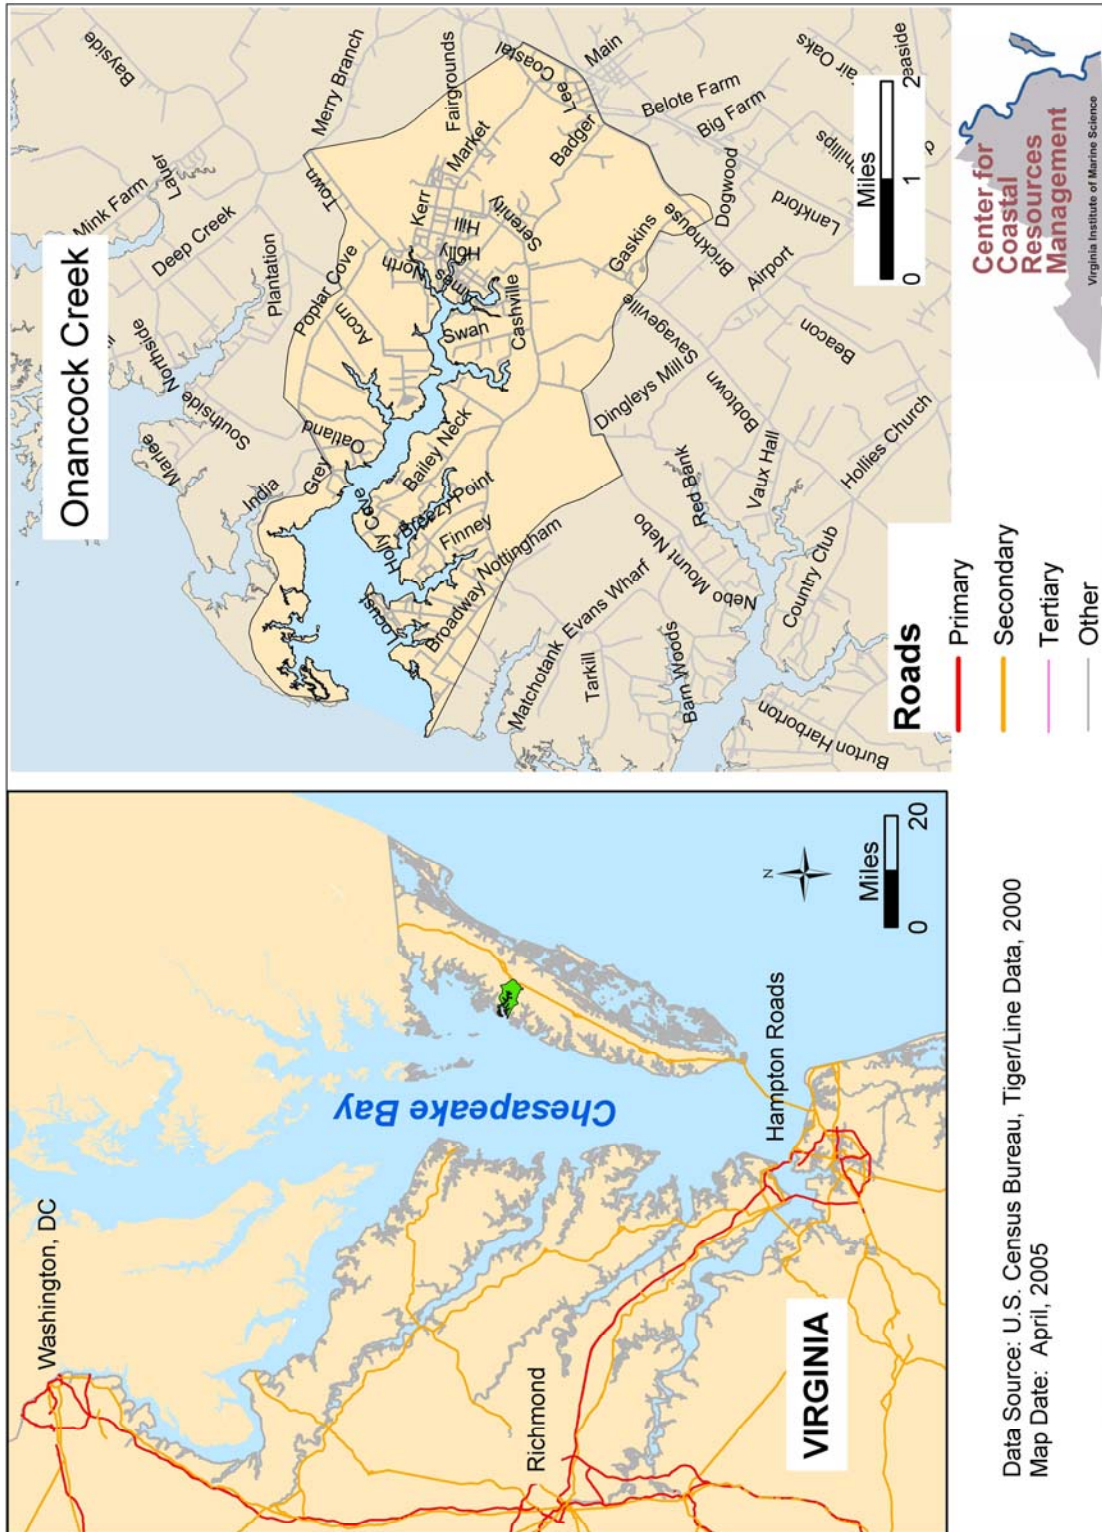 Washington, DC
Chesapeake Bay
Richmond
Hampton Roads
VIRGINIA
N
Miles
0 20
Data Source: U.S. Census Bureau, Tiger/Line Data, 2000
Map Date: April, 2005
Onancock Creek
Bayside
Mink Farm
Lauer
Deep Creek
Merry Branch
Northside
Plantation
Southside
Marlee
India
Town
Fairgrounds
Poplar Cove
Acorn
Oatland
Grey
Market
Kerr
North
Hill
Holly
Ames
Lee
Coastal
Main
Badger
Serenity
Swan
Cashville
Bailey Neck
Holly Cove
Breezy Point
Finney
Locust
Broadway
Nottingham
Gaskins
Belote Farm
Big Farm
Dogwood
Brickhouse
Savageville
Dingleys Mill
Airport
Lankford
Beacon
Bobtown
Vaux Hall
Hollies Church
Red Bank
Mount Nebo
Nebo
Country Club
Evans Wharf
Matchotank
Tarkill
Barn Woods
Burton
Harborton
Miles
0 1 2
Roads
Primary
Secondary
Tertiary
Other
Center for
Coastal
Resources
Management
Virginia Institute of Marine Science